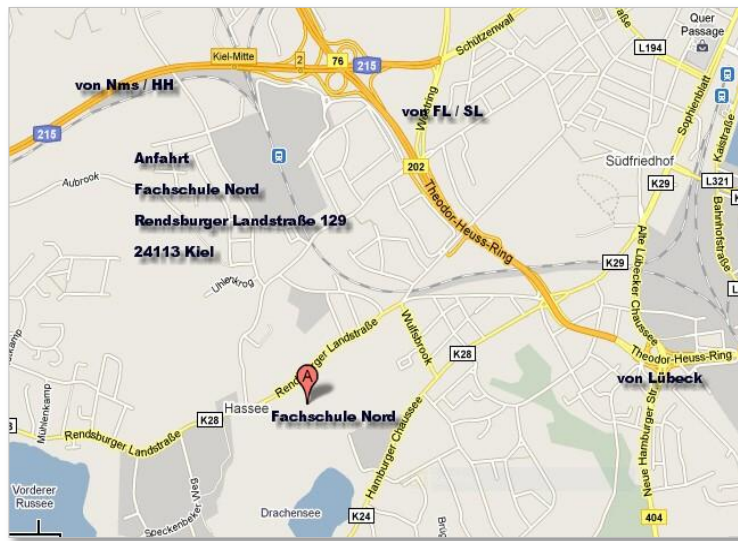 Quer
Passage
L194
Schützenwall
Kiel-Mitte
2
76
215
Sophienblatt
von Nms / HH
von FL / SL
Westring
215
Kaistraße
Anfahrt
Südfriedhof
202
Aubrook
Fachschule Nord
K29
L321
Theodor-Heuss-Ring
Rendsburger Landstraße 129
Bahnhofstraße
24113 Kiel
Alte Lübecker Chaussee
K29
Uhlenkrog
Rendsburger Landstraße
Wulfsbrook
K28
Theodor-Heuss-Ring
von Lübeck
A
Mühlenkamp
Hassee
Fachschule Nord
K28
Rendsburger Landstraße
Hamburger Chaussee
Neue Hamburger Str.
Vorderer
Russee
Speckenbeker Weg
Drachensee
K24
404